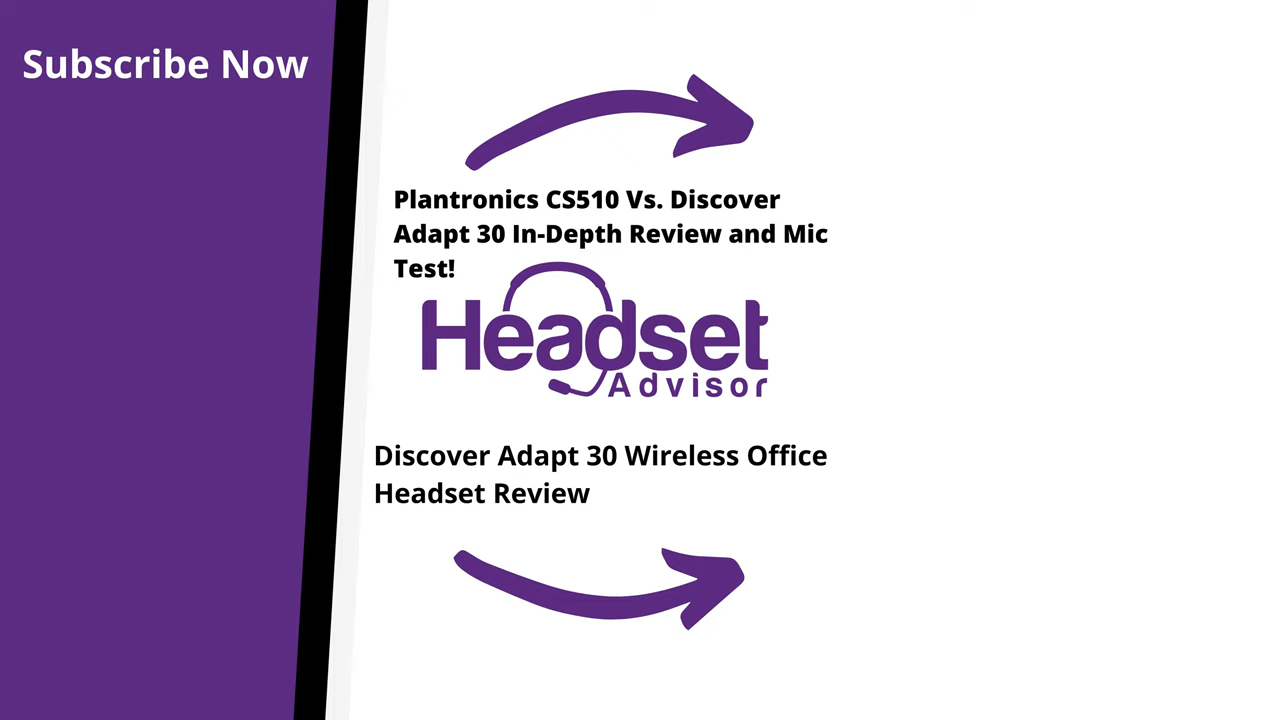 Subscribe Now
Plantronics CS510 Vs. Discover
Adapt 30 In-Depth Review and Mic
Test!
Headset
Advisor
Discover Adapt 30 Wireless Office
Headset Review